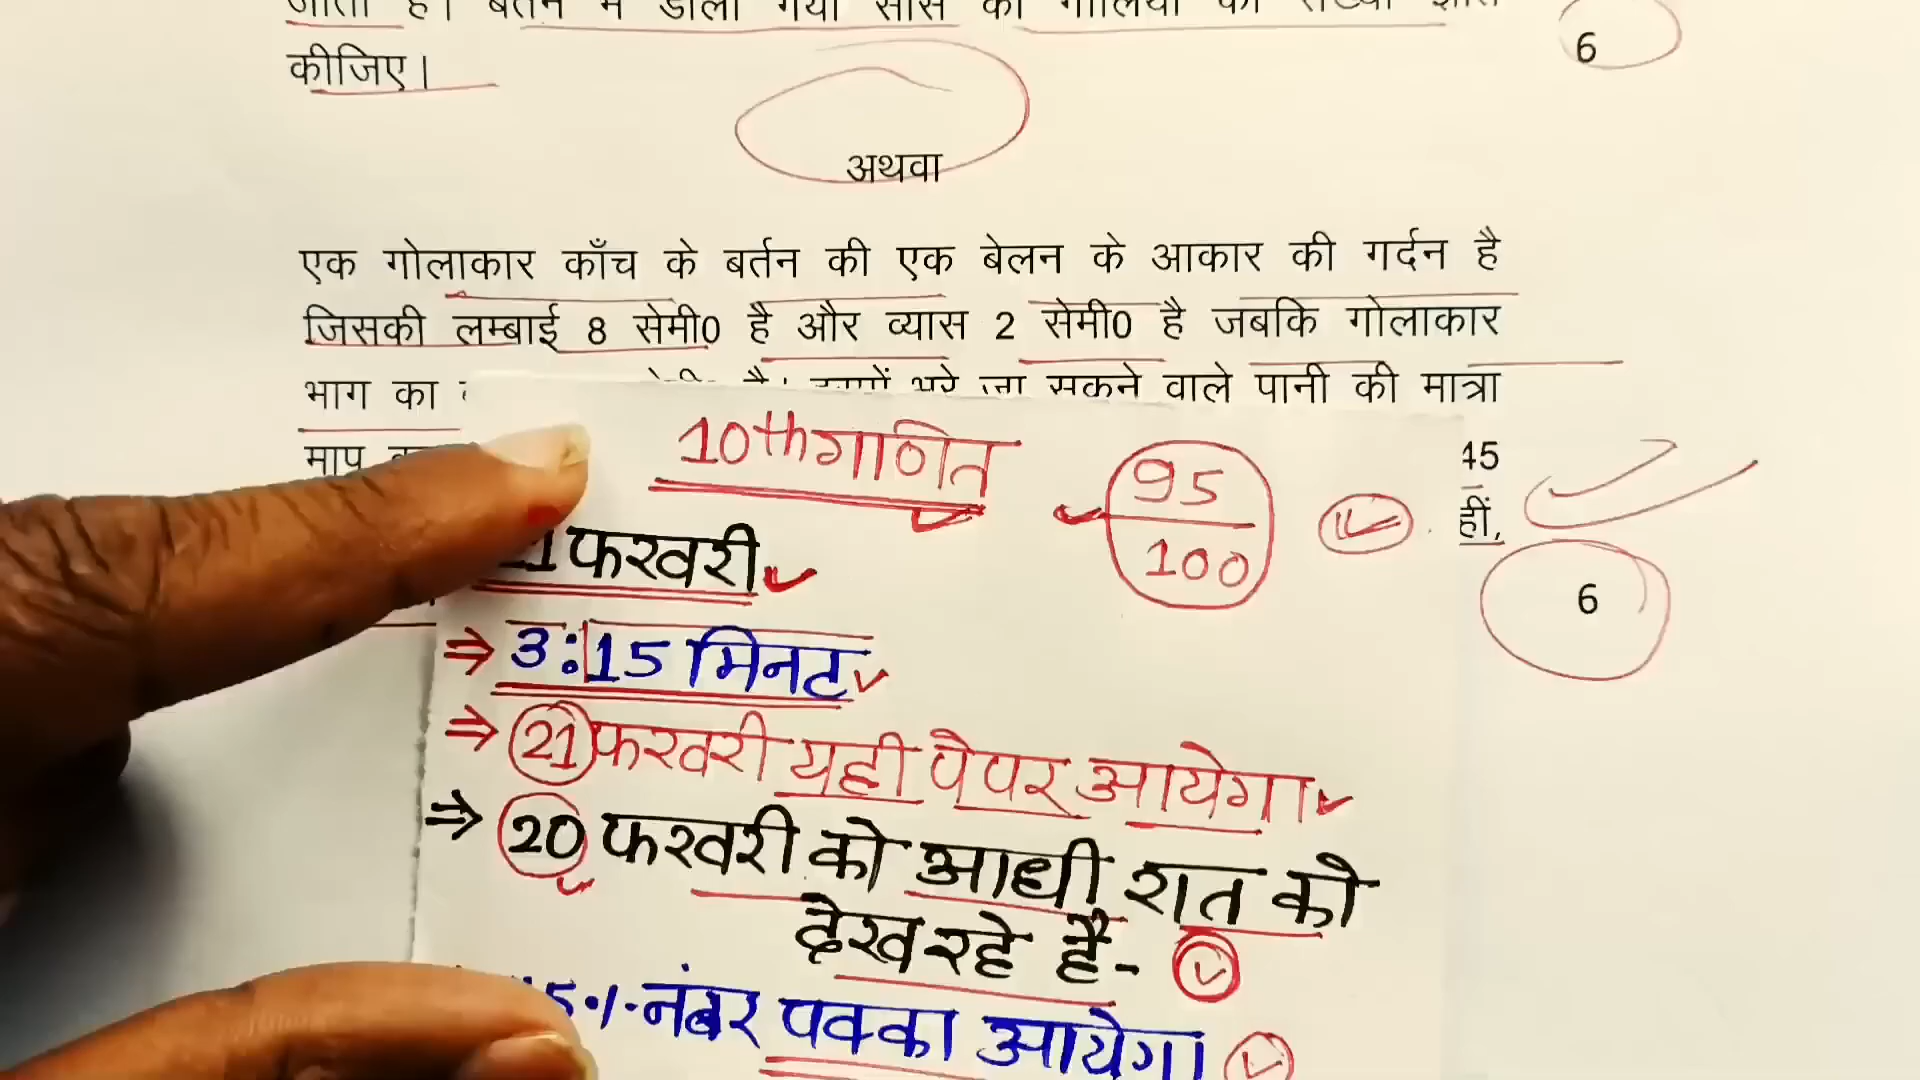 कीजिए।
6
अथवा
एक गोलाकार काँच के बर्तन की एक बेलन के आकार की गर्दन है
जिसकी लम्बाई 8 सेमी0 है और व्यास 2 सेमी0 है जबकि गोलाकार
भाग का सकने वाले पानी की मात्रा
माप
45
हीं,
6
10th गणित 95/100
21 फरवरी
⇒ 3:15 मिनट
⇒ 21 फरवरी यही पेपर आयेगा
⇒ 20 फरवरी को आधी रात को
देख रहे है-
नंबर पक्का आयेगा